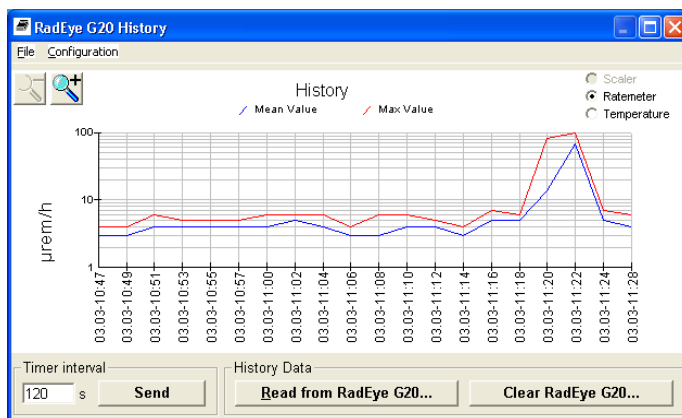 RadEye G20 History
File Configuration
History
Mean Value Max Value
Scaler
Ratemeter
Temperature
100
10
1
µrem/h
03.03-10:47
03.03-10:49
03.03-10:51
03.03-10:53
03.03-10:55
03.03-10:57
03.03-11:00
03.03-11:02
03.03-11:04
03.03-11:06
03.03-11:08
03.03-11:10
03.03-11:12
03.03-11:14
03.03-11:16
03.03-11:18
03.03-11:20
03.03-11:22
03.03-11:24
03.03-11:28
Timer interval
120 s Send
History Data
Read from RadEye G20... Clear RadEye G20...